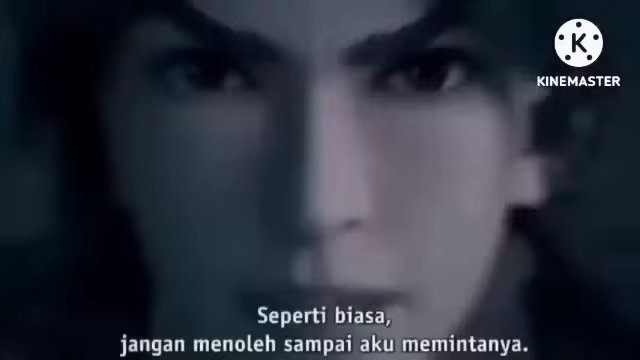 K
KINEMASTER
Seperti biasa,
jangan menoleh sampai aku memintanya.